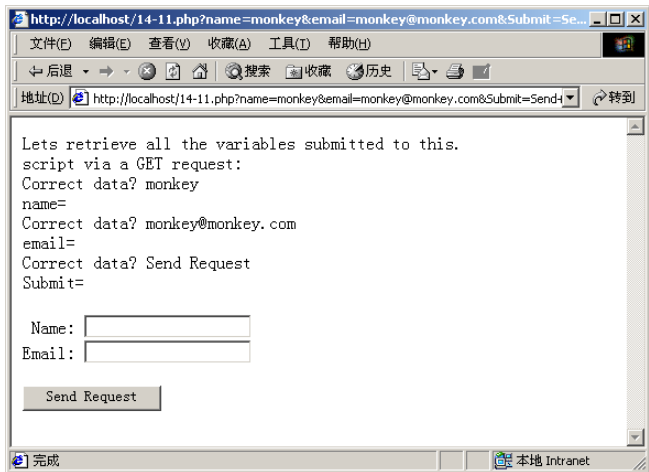 http://localhost/14-11.php?name=monkey&email=monkey@monkey.com&Submit=Se...
文件(F) 编辑(E) 查看(V) 收藏(A) 工具(T) 帮助(H)
后退 搜索 收藏 历史
地址(D) http://localhost/14-11.php?name=monkey&email=monkey@monkey.com&Submit=Send+ 转到
Lets retrieve all the variables submitted to this.
script via a GET request:
Correct data? monkey
name=
Correct data? monkey@monkey.com
email=
Correct data? Send Request
Submit=
Name:
Email:
Send Request
完成 本地 Intranet